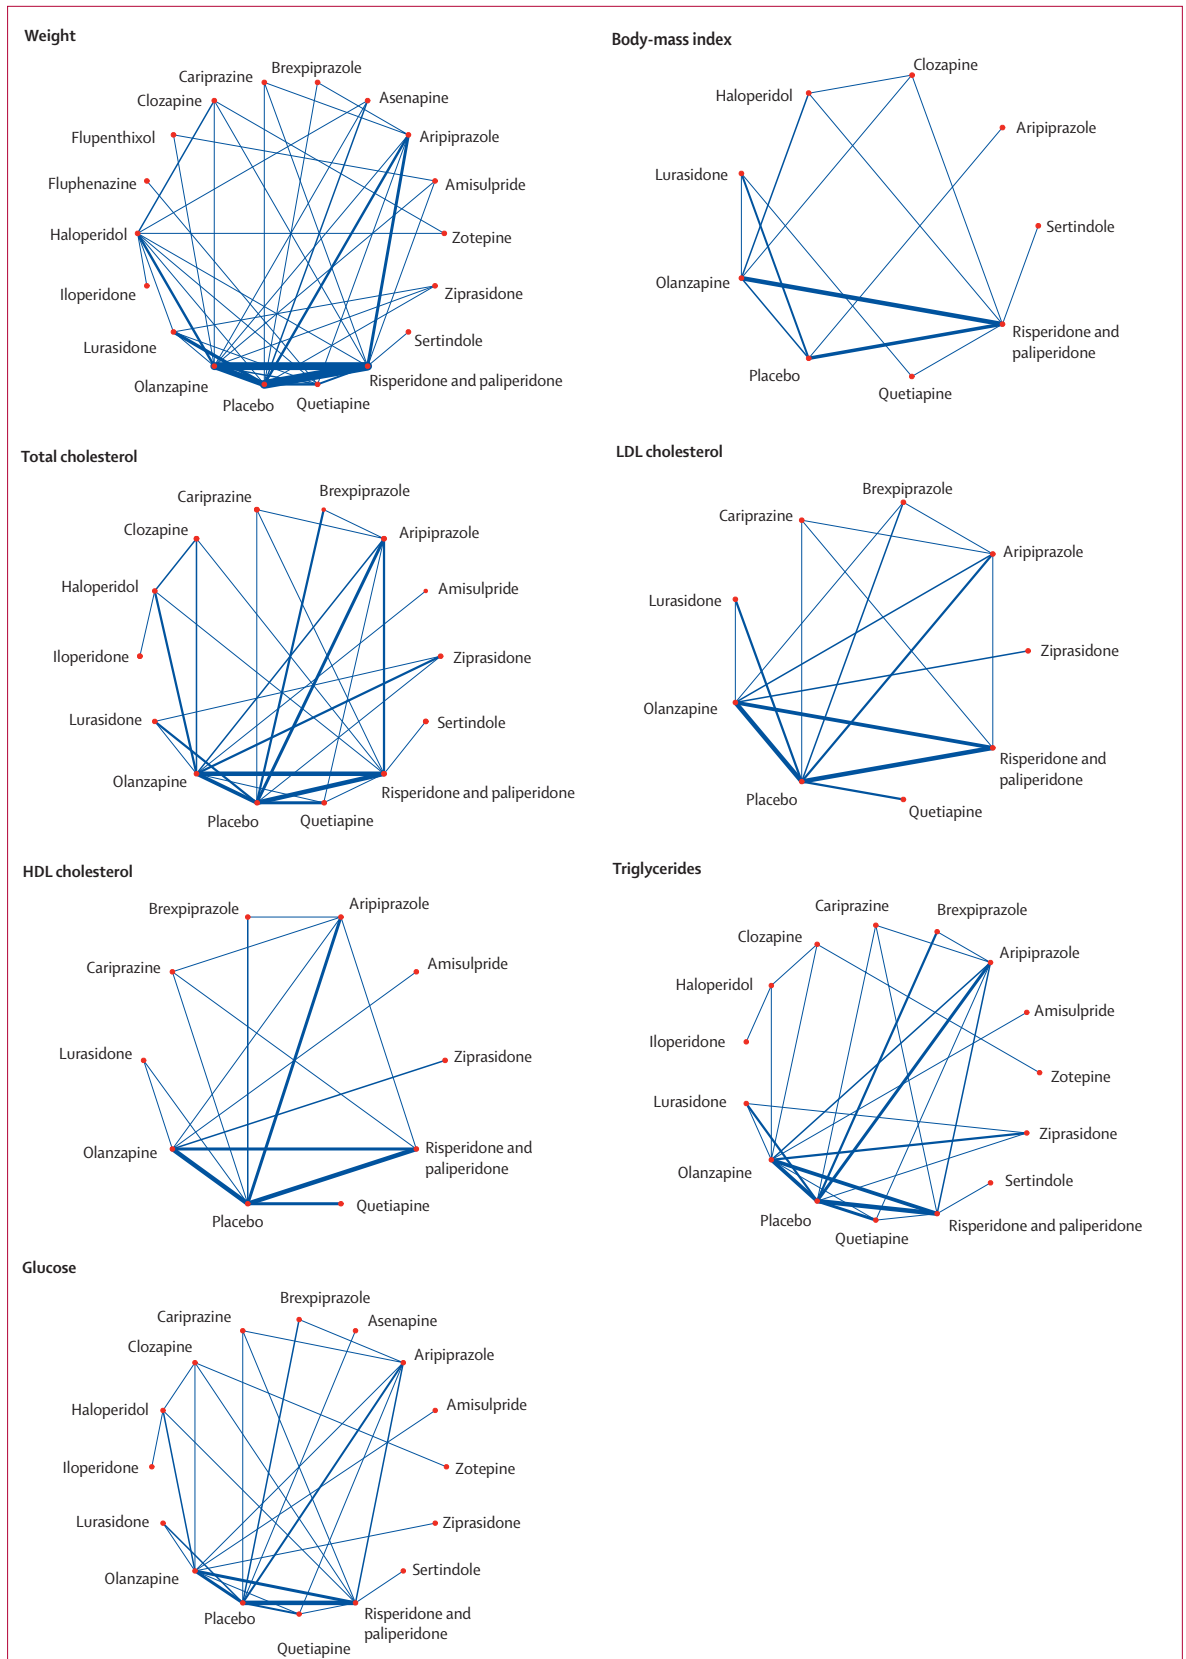 Weight
Brexpiprazole
Cariprazine
Asenapine
Clozapine
Aripiprazole
Flupenthixol
Amisulpride
Fluphenazine
Zotepine
Haloperidol
Ziprasidone
Iloperidone
Sertindole
Lurasidone
Risperidone and paliperidone
Olanzapine
Quetiapine
Placebo
Body-mass index
Clozapine
Haloperidol
Aripiprazole
Lurasidone
Sertindole
Olanzapine
Risperidone and
paliperidone
Placebo
Quetiapine
Total cholesterol
Brexpiprazole
Cariprazine
Clozapine
Aripiprazole
Haloperidol
Amisulpride
Iloperidone
Ziprasidone
Lurasidone
Sertindole
Olanzapine
Risperidone and paliperidone
Placebo
Quetiapine
LDL cholesterol
Brexpiprazole
Cariprazine
Aripiprazole
Lurasidone
Ziprasidone
Olanzapine
Risperidone and
paliperidone
Placebo
Quetiapine
HDL cholesterol
Brexpiprazole
Aripiprazole
Cariprazine
Amisulpride
Lurasidone
Ziprasidone
Olanzapine
Risperidone and
paliperidone
Quetiapine
Placebo
Triglycerides
Cariprazine
Brexpiprazole
Clozapine
Aripiprazole
Haloperidol
Amisulpride
Iloperidone
Zotepine
Lurasidone
Ziprasidone
Olanzapine
Sertindole
Placebo
Risperidone and paliperidone
Quetiapine
Glucose
Brexpiprazole
Cariprazine
Asenapine
Clozapine
Aripiprazole
Haloperidol
Amisulpride
Iloperidone
Zotepine
Lurasidone
Ziprasidone
Olanzapine
Sertindole
Placebo
Risperidone and
paliperidone
Quetiapine